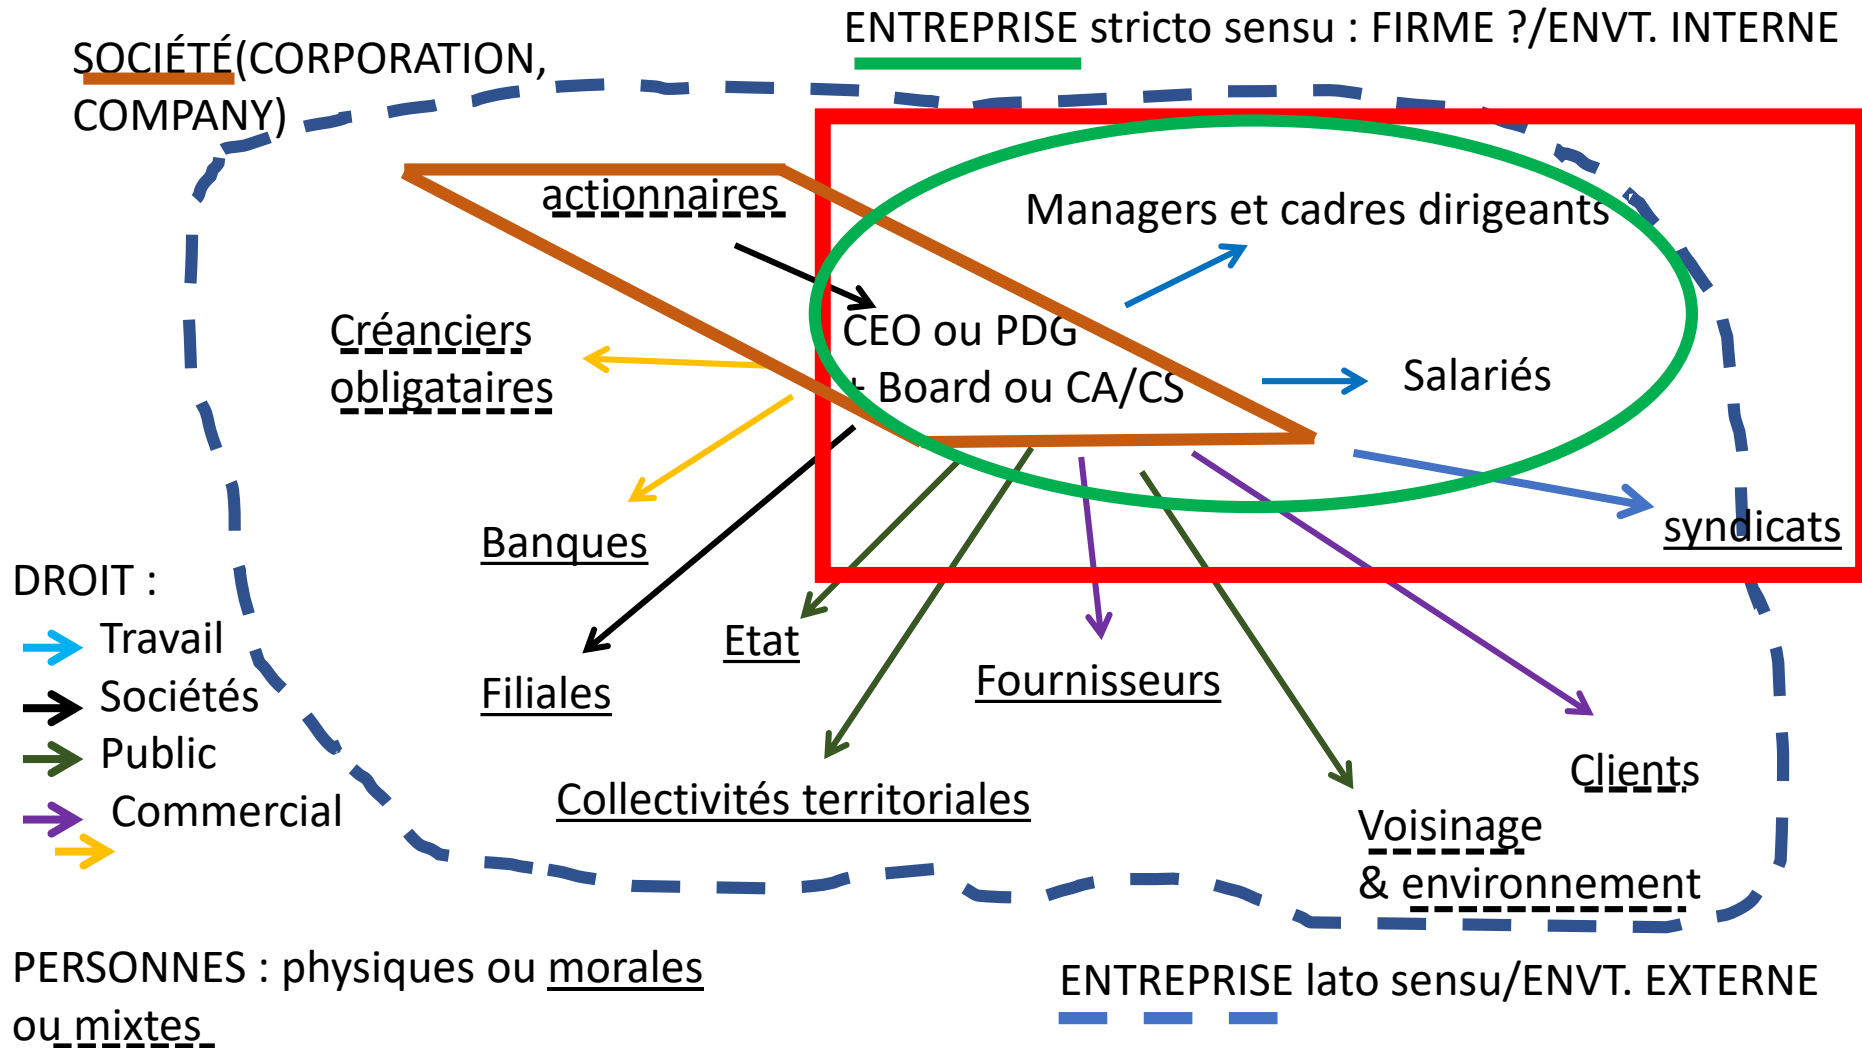 SOCIÉTÉ(CORPORATION,
COMPANY)
ENTREPRISE stricto sensu : FIRME ?/ENVT. INTERNE
actionnaires
Managers et cadres dirigeants
Créanciers
obligataires
CEO ou PDG
+ Board ou CA/CS
Salariés
syndicats
Banques
DROIT :
Travail
Sociétés
Public
Commercial
Etat
Filiales
Fournisseurs
Collectivités territoriales
Clients
Voisinage
& environnement
PERSONNES : physiques ou morales
ou mixtes
ENTREPRISE lato sensu/ENVT. EXTERNE